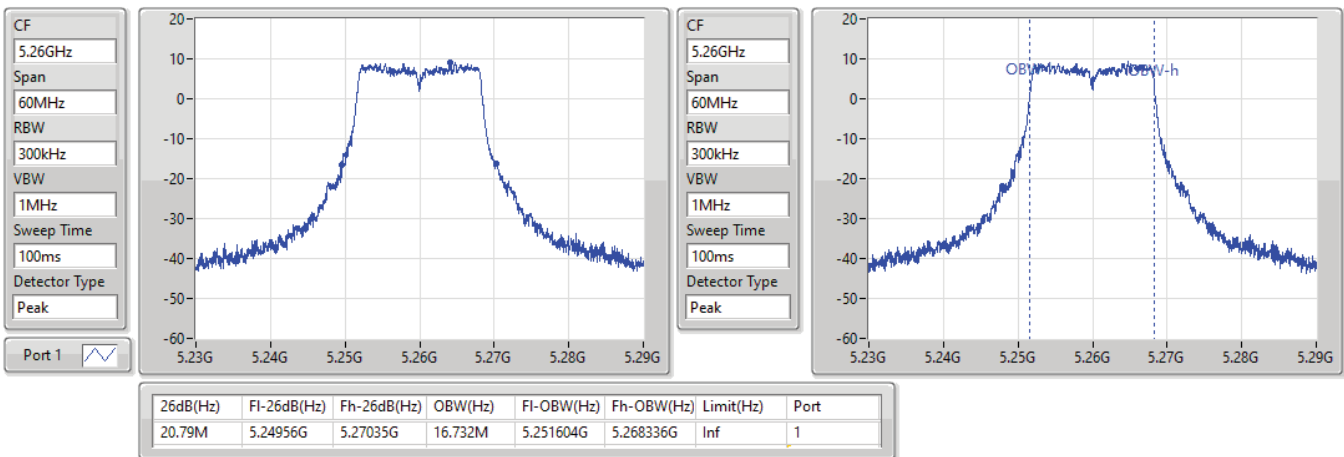 CF
5.26GHz
Span
60MHz
RBW
300kHz
VBW
1MHz
Sweep Time
100ms
Detector Type
Peak
Port 1
20
10
0
-10
-20
-30
-40
-50
-60
5.23G 5.24G 5.25G 5.26G 5.27G 5.28G 5.29G
CF
5.26GHz
Span
60MHz
RBW
300kHz
VBW
1MHz
Sweep Time
100ms
Detector Type
Peak
20
10
0
-10
-20
-30
-40
-50
-60
OBW-h
5.23G 5.24G 5.25G 5.26G 5.27G 5.28G 5.29G
26dB(Hz) Fl-26dB(Hz) Fh-26dB(Hz) OBW(Hz) Fl-OBW(Hz) Fh-OBW(Hz) Limit(Hz) Port
20.79M 5.24956G 5.27035G 16.732M 5.251604G 5.268336G Inf 1